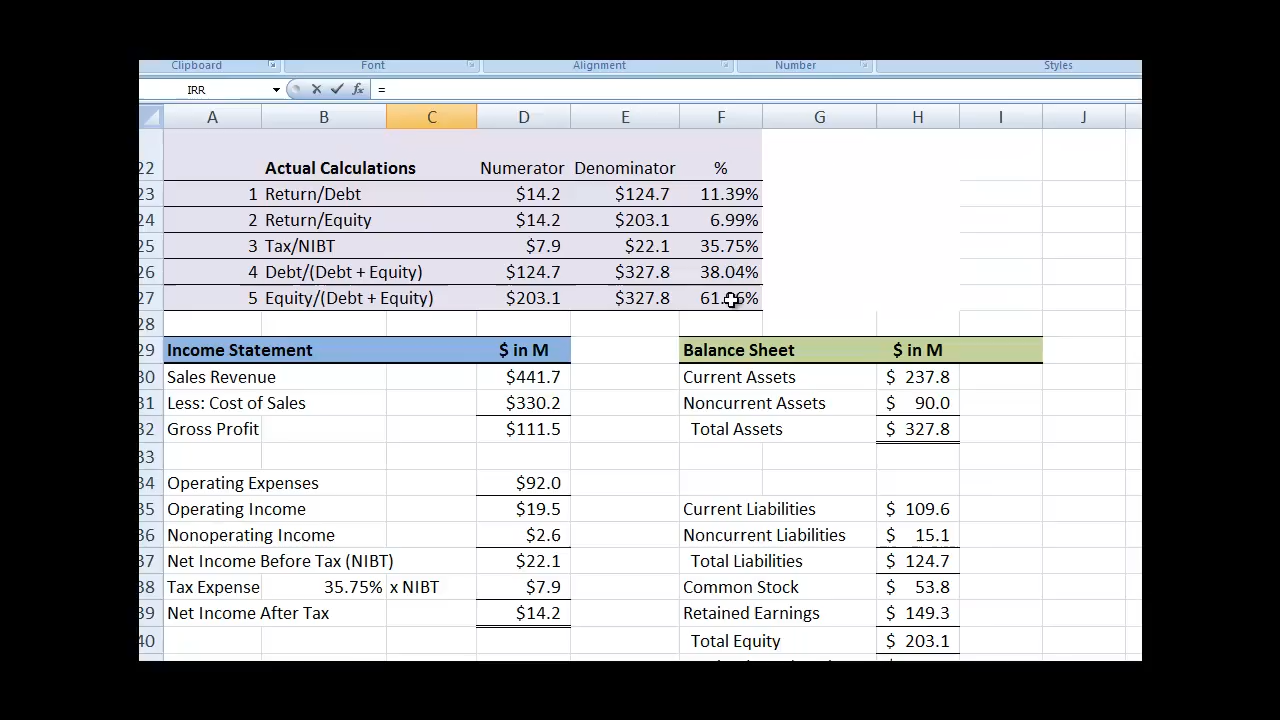 Clipboard Font Alignment Number Styles
IRR =
A B C D E F G H I J
22 Actual Calculations Numerator Denominator %
23 1 Return/Debt $14.2 $124.7 11.39%
24 2 Return/Equity $14.2 $203.1 6.99%
25 3 Tax/NIBT $7.9 $22.1 35.75%
26 4 Debt/(Debt + Equity) $124.7 $327.8 38.04%
27 5 Equity/(Debt + Equity) $203.1 $327.8
28
29 Income Statement $ in M Balance Sheet $ in M
30 Sales Revenue $441.7 Current Assets $ 237.8
31 Less: Cost of Sales $330.2 Noncurrent Assets $ 90.0
32 Gross Profit $111.5 Total Assets $ 327.8
33
34 Operating Expenses $92.0
35 Operating Income $19.5 Current Liabilities $ 109.6
36 Nonoperating Income $2.6 Noncurrent Liabilities $ 15.1
37 Net Income Before Tax (NIBT) $22.1 Total Liabilities $ 124.7
38 Tax Expense 35.75% x NIBT $7.9 Common Stock $ 53.8
39 Net Income After Tax $14.2 Retained Earnings $ 149.3
40 Total Equity $ 203.1